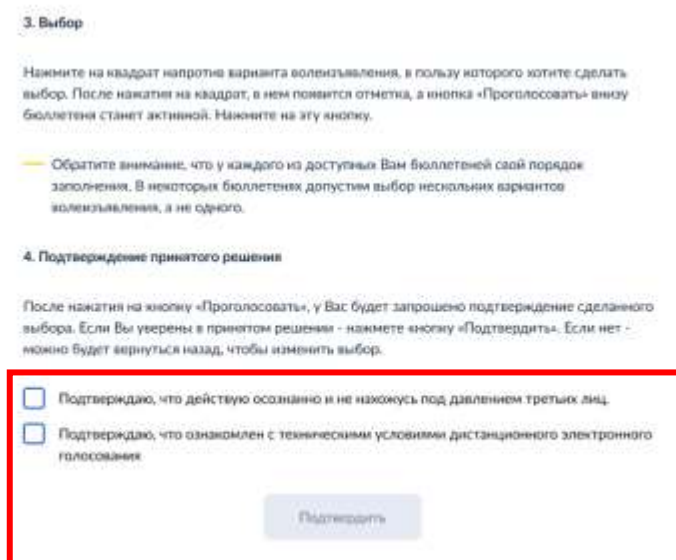 3. Выбор
Нажмите на квадрат напротив варианта волеизъявления, в пользу которого хотите сделать
выбор. После нажатия на квадрат, в нем появится отметка, а кнопка «Проголосовать» внизу
бюллетеня станет активной. Нажмите на эту кнопку.
Обратите внимание, что у каждого из доступных Вам бюллетеней свой порядок
заполнения. В некоторых бюллетенях допустим выбор нескольких вариантов
волеизъявления, а не одного.
4. Подтверждение принятого решения
После нажатия на кнопку «Проголосовать», у Вас будет запрошено подтверждение сделанного
выбора. Если Вы уверены в принятом решении - нажмете кнопку «Подтвердить». Если нет -
можно будет вернуться назад, чтобы изменить выбор.
Подтверждаю, что действую осознанно и не нахожусь под давлением третьих лиц.
Подтверждаю, что ознакомлен с техническими условиями дистанционного электронного
голосования
Подтвердить